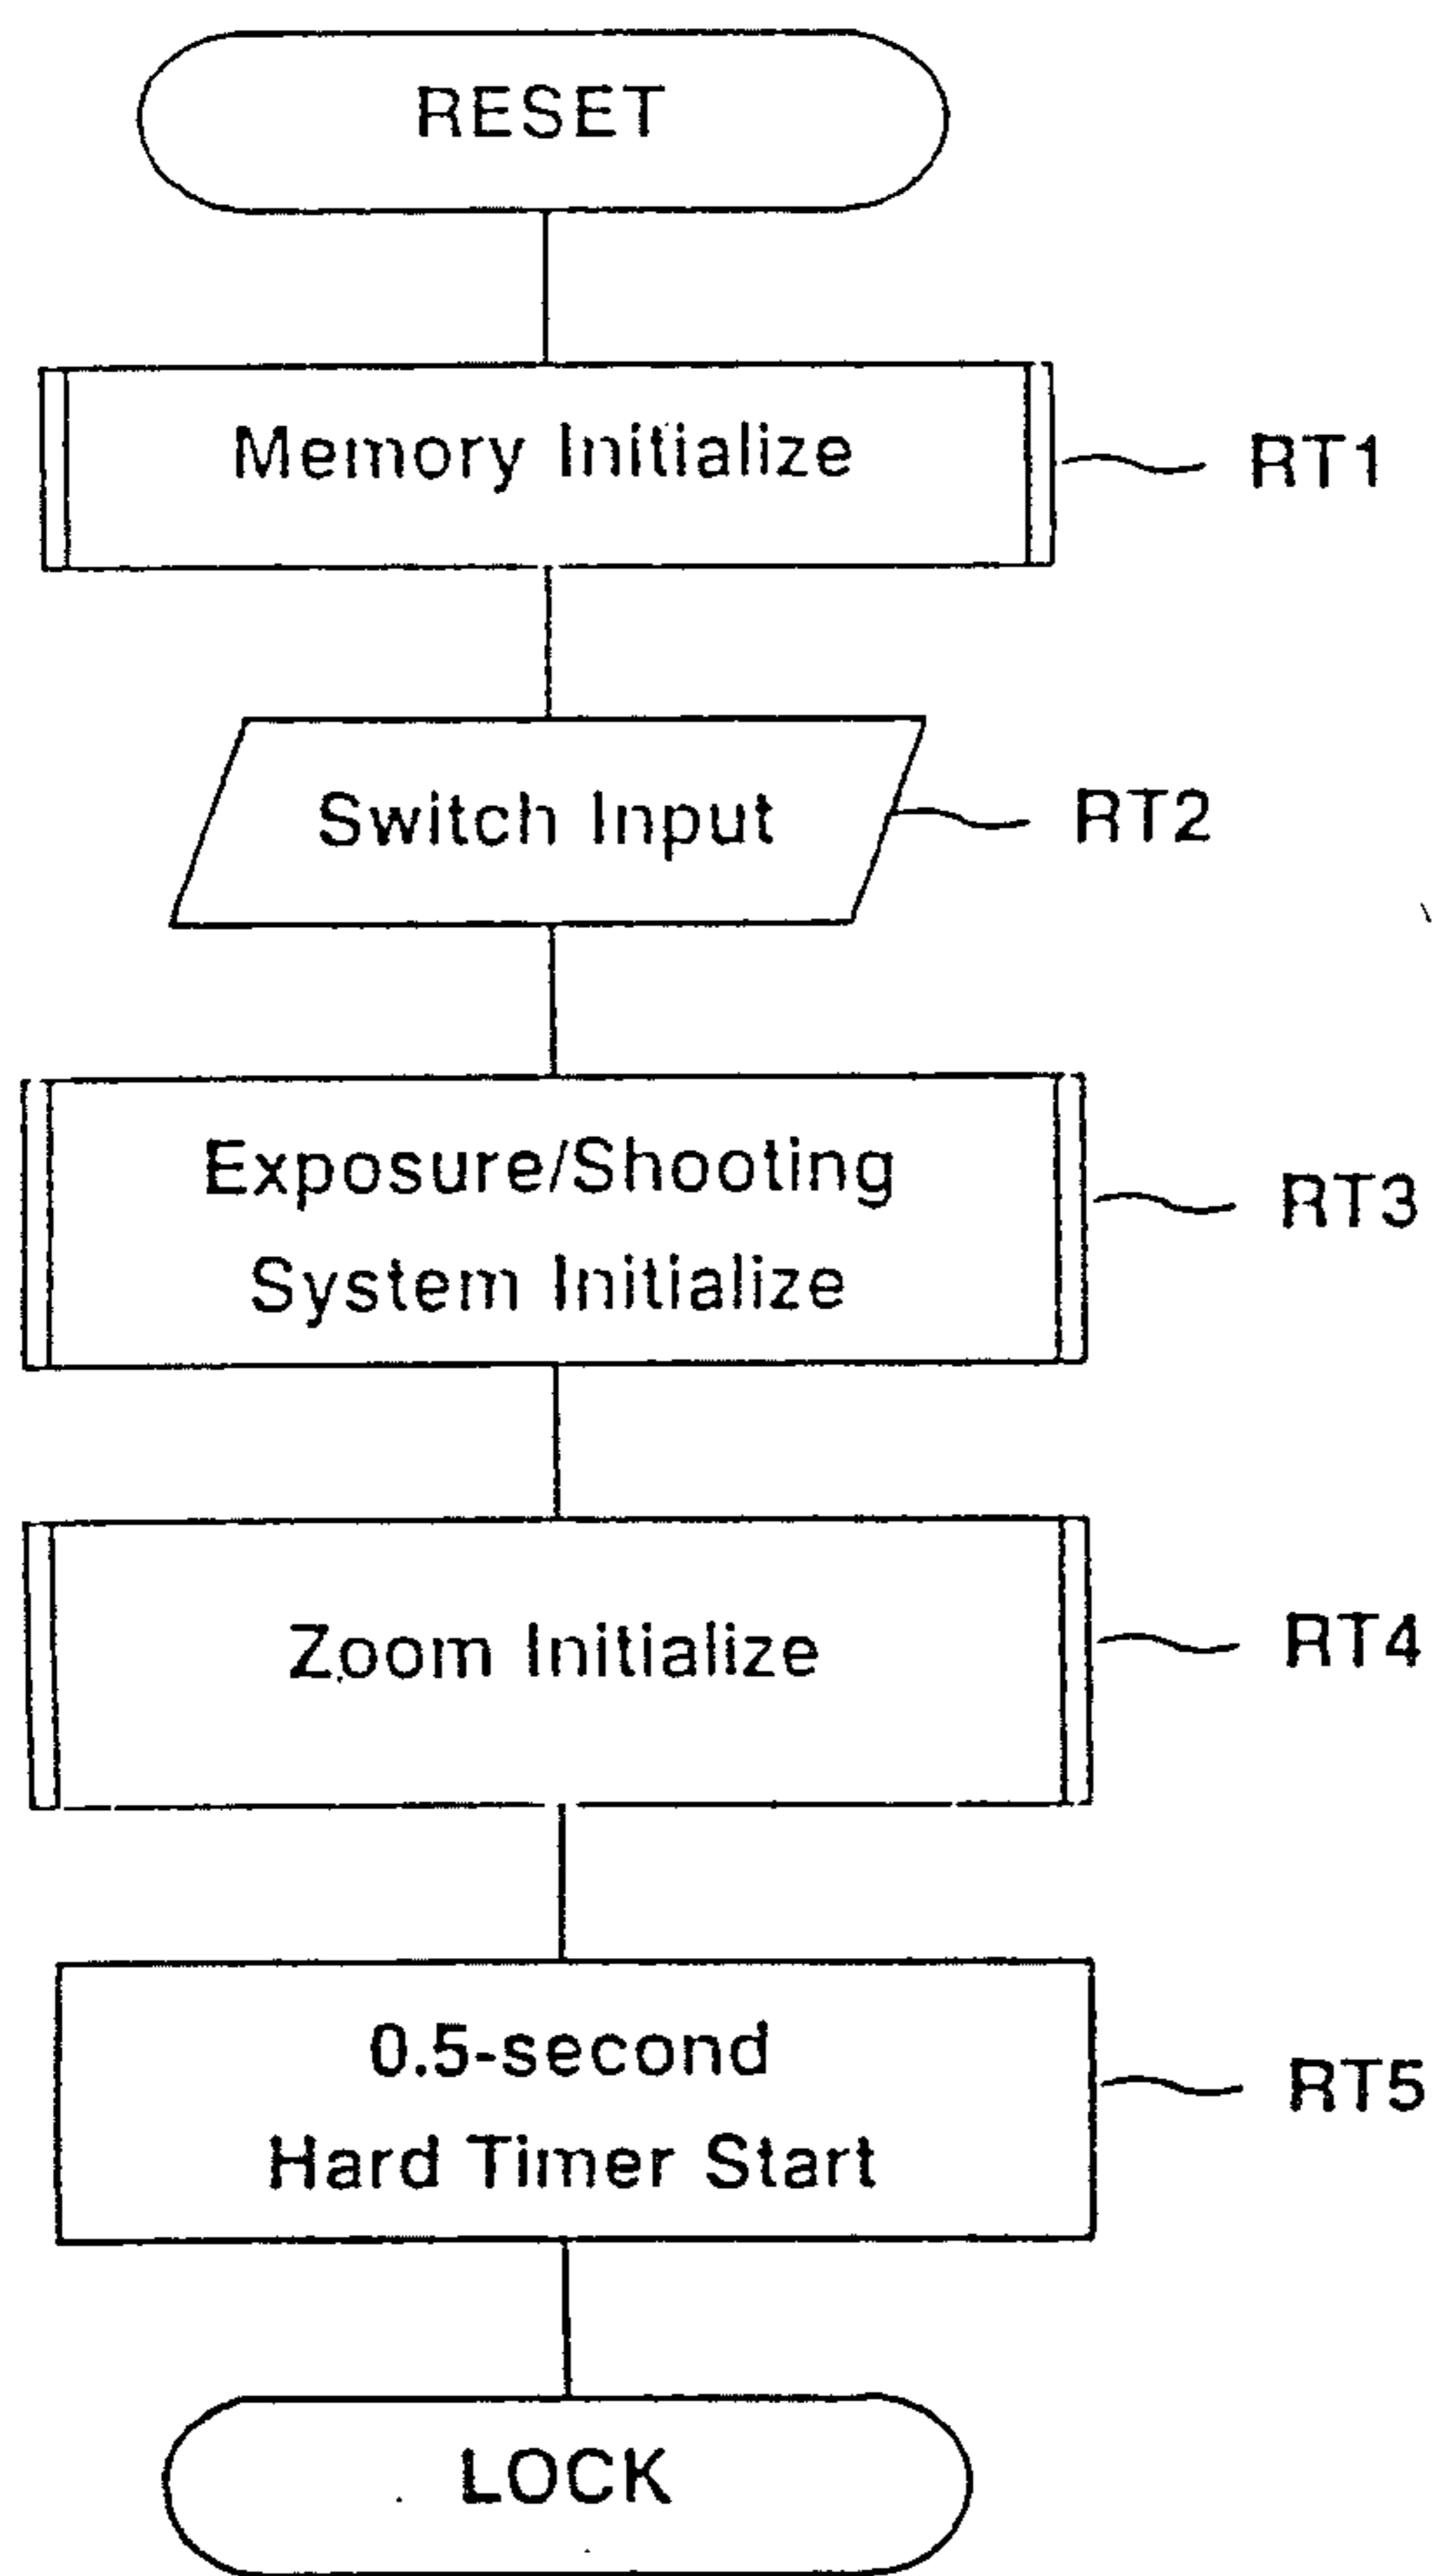 RESET
Memory Initialize
RT1
Switch Input
RT2
Exposure/Shooting
System Initialize
RT3
Zoom Initialize
RT4
0.5-second
Hard Timer Start
RT5
LOCK